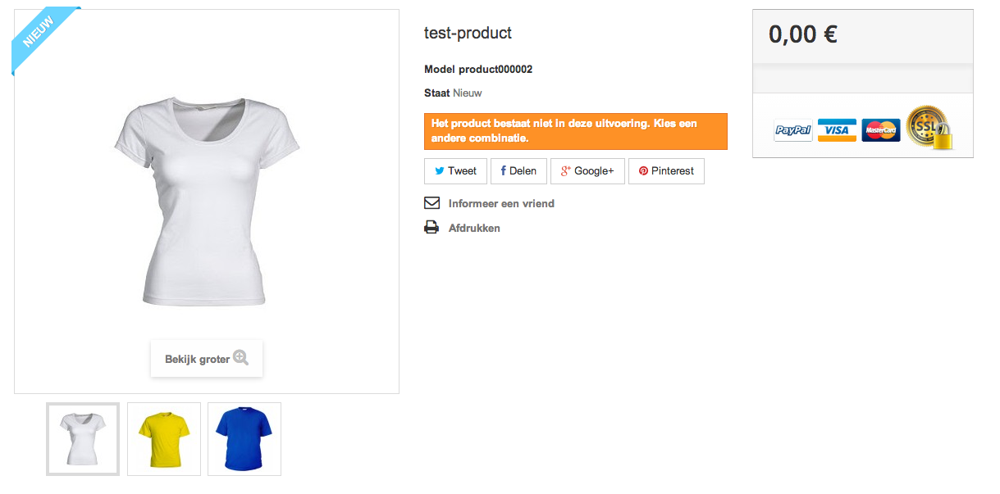 NIEUW
Bekijk groter
test-product
Model product000002
Staat Nieuw
Het product bestaat niet in deze uitvoering. Kies een
andere combinatie.
Tweet
f Delen
g+ Google+
Pinterest
Informeer een vriend
Afdrukken
0,00 €
PayPal
VISA
MasterCard
SSL